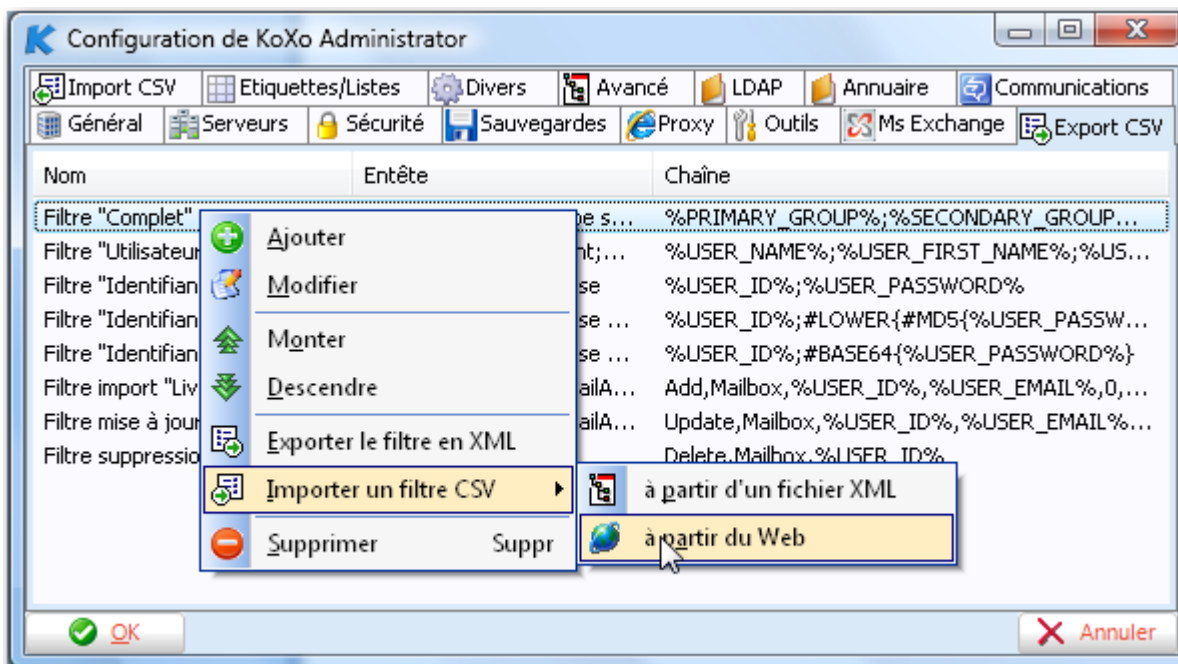 Configuration de KoXo Administrator
Import CSV Etiquettes/Listes Divers Avancé LDAP Annuaire Communications
Général Serveurs Sécurité Sauvegardes Proxy Outils Ms Exchange Export CSV
Nom Entête Chaîne
Filtre "Complet" %PRIMARY_GROUP%;%SECONDARY_GROUP...
Filtre "Utilisateur %USER_NAME%;%USER_FIRST_NAME%;%US...
Filtre "Identifian %USER_ID%;%USER_PASSWORD%
Filtre "Identifian %USER_ID%;#LOWER{#MD5{%USER_PASSW...
Filtre "Identifian %USER_ID%;#BASE64{%USER_PASSWORD%}
Filtre import "Liv ailA... Add,Mailbox,%USER_ID%,%USER_EMAIL%,0,...
Filtre mise à jour ailA... Update,Mailbox,%USER_ID%,%USER_EMAIL%...
Filtre suppressio Delete,Mailbox,%USER_ID%
Ajouter
Modifier
Monter
Descendre
Exporter le filtre en XML
Importer un filtre CSV
Supprimer Suppr
à partir d'un fichier XML
à partir du Web
OK Annuler